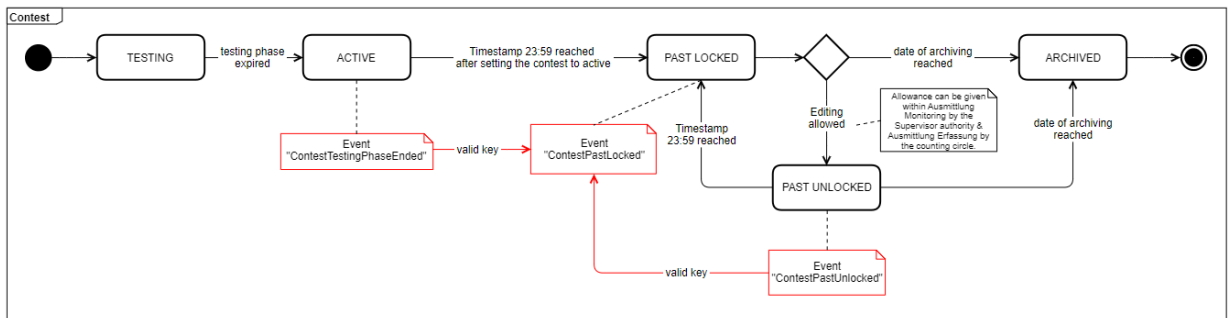 Contest
TESTING
testing phase
expired
ACTIVE
Timestamp 23:59 reached
after setting the contest to active
PAST LOCKED
date of archiving
reached
ARCHIVED
Editing
allowed
Allowance can be given
within Ausmittlung
Monitoring by the
Supervisor authority &
Ausmittlung Erfassung by
the counting circle.
Timestamp
23:59 reached
date of archiving
reached
Event
"ContestTestingPhaseEnded"
valid key
Event
"ContestPastLocked"
PAST UNLOCKED
valid key
Event
"ContestPastUnlocked"